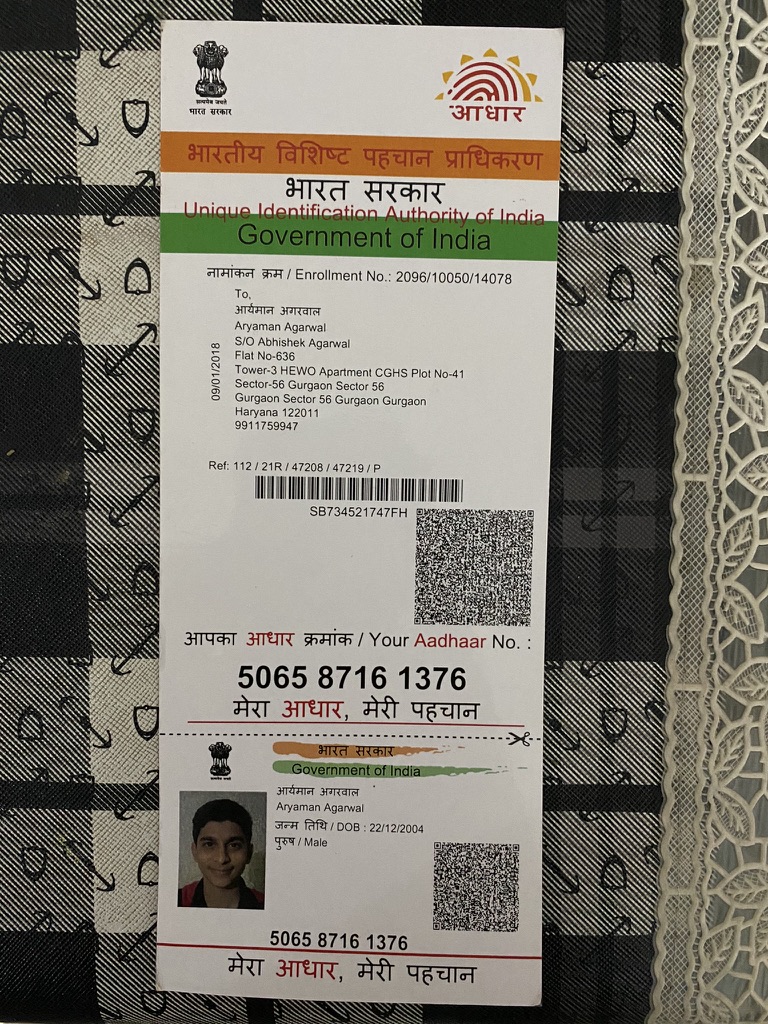 सत्यमेव जयते
भारत सरकार
आधार
भारतीय विशिष्ट पहचान प्राधिकरण
भारत सरकार
Unique Identification Authority of India
Government of India
नामांकन क्रम / Enrollment No.: 2096/10050/14078
To,
आर्यमान अगरवाल
Aryaman Agarwal
S/O Abhishek Agarwal
Flat No-636
Tower-3 HEWO Apartment CGHS Plot No-41
Sector-56 Gurgaon Sector 56
Gurgaon Sector 56 Gurgaon Gurgaon
Haryana 122011
9911759947
09/01/2018
Ref: 112 / 21R / 47208 / 47219 / P
SB734521747FH
आपका आधार क्रमांक / Your Aadhaar No. :
5065 8716 1376
मेरा आधार, मेरी पहचान
भारत सरकार
Government of India
आर्यमान अगरवाल
Aryaman Agarwal
जन्म तिथि / DOB : 22/12/2004
पुरुष / Male
5065 8716 1376
मेरा आधार, मेरी पहचान